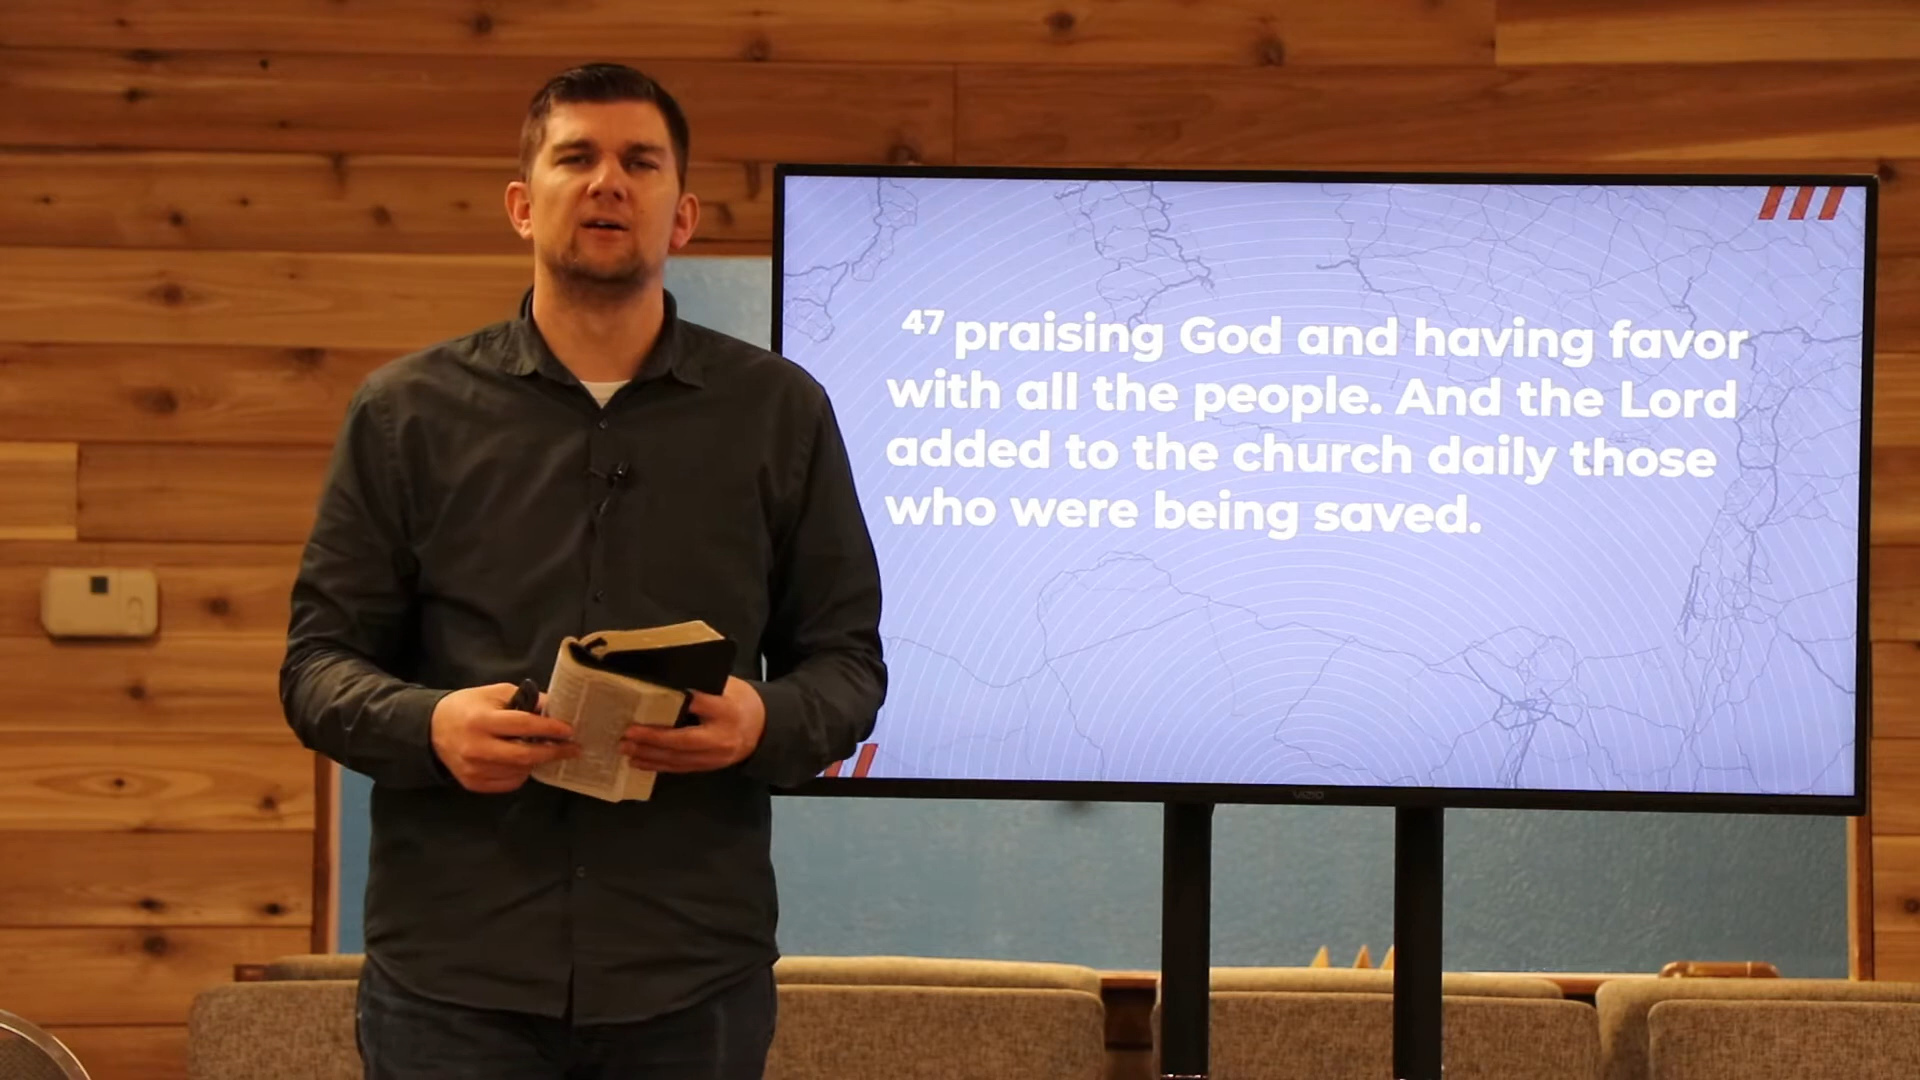 47 praising God and having favor
with all the people. And the Lord
added to the church daily those
who were being saved.
VIZIO